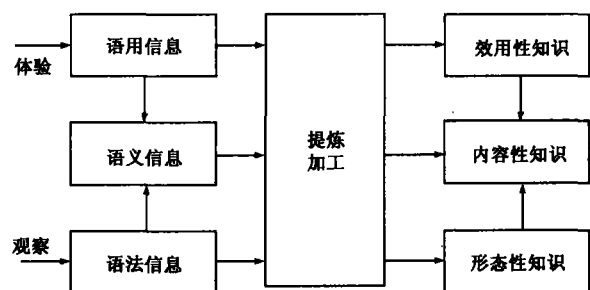 语用信息
效用性知识
体验
语义信息
提炼
加工
内容性知识
观察
语法信息
形态性知识